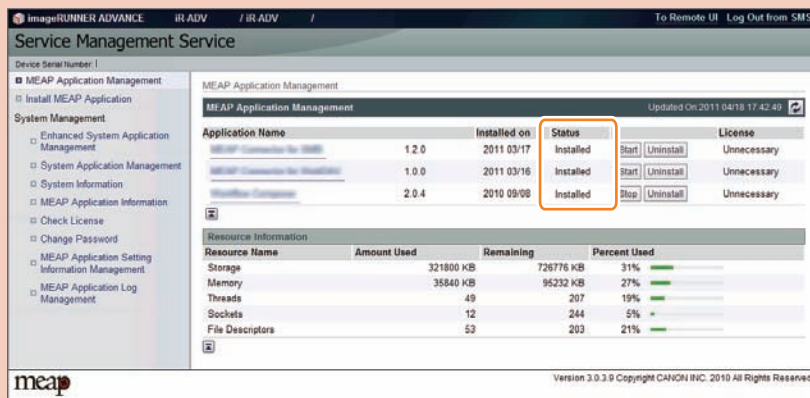 imageRUNNER ADVANCE iR-ADV / iR-ADV / To Remote UI Log Out from SMS
Service Management Service
Device Serial Number:
MEAP Application Management
Install MEAP Application
System Management
Enhanced System Application
Management
System Application Management
System Information
MEAP Application Information
Check License
Change Password
MEAP Application Setting
Information Management
MEAP Application Log
Management
MEAP Application Management
MEAP Application Management Updated On:2011 04/18 17:42:49
Application Name Installed on Status License
MEAP Connector for 1.2.0 2011 03/17 Installed Start Uninstall Unnecessary
MEAP Connector for 1.0.0 2011 03/16 Installed Start Uninstall Unnecessary
2.0.4 2010 09/08 Installed Stop Uninstall Unnecessary
Resource Information
Resource Name Amount Used Remaining Percent Used
Storage 321800 KB 726776 KB 31%
Memory 35840 KB 95232 KB 27%
Threads 49 207 19%
Sockets 12 244 5%
File Descriptors 53 203 21%
meap Version 3.0.3.9 Copyright CANON INC. 2010 All Rights Reserved